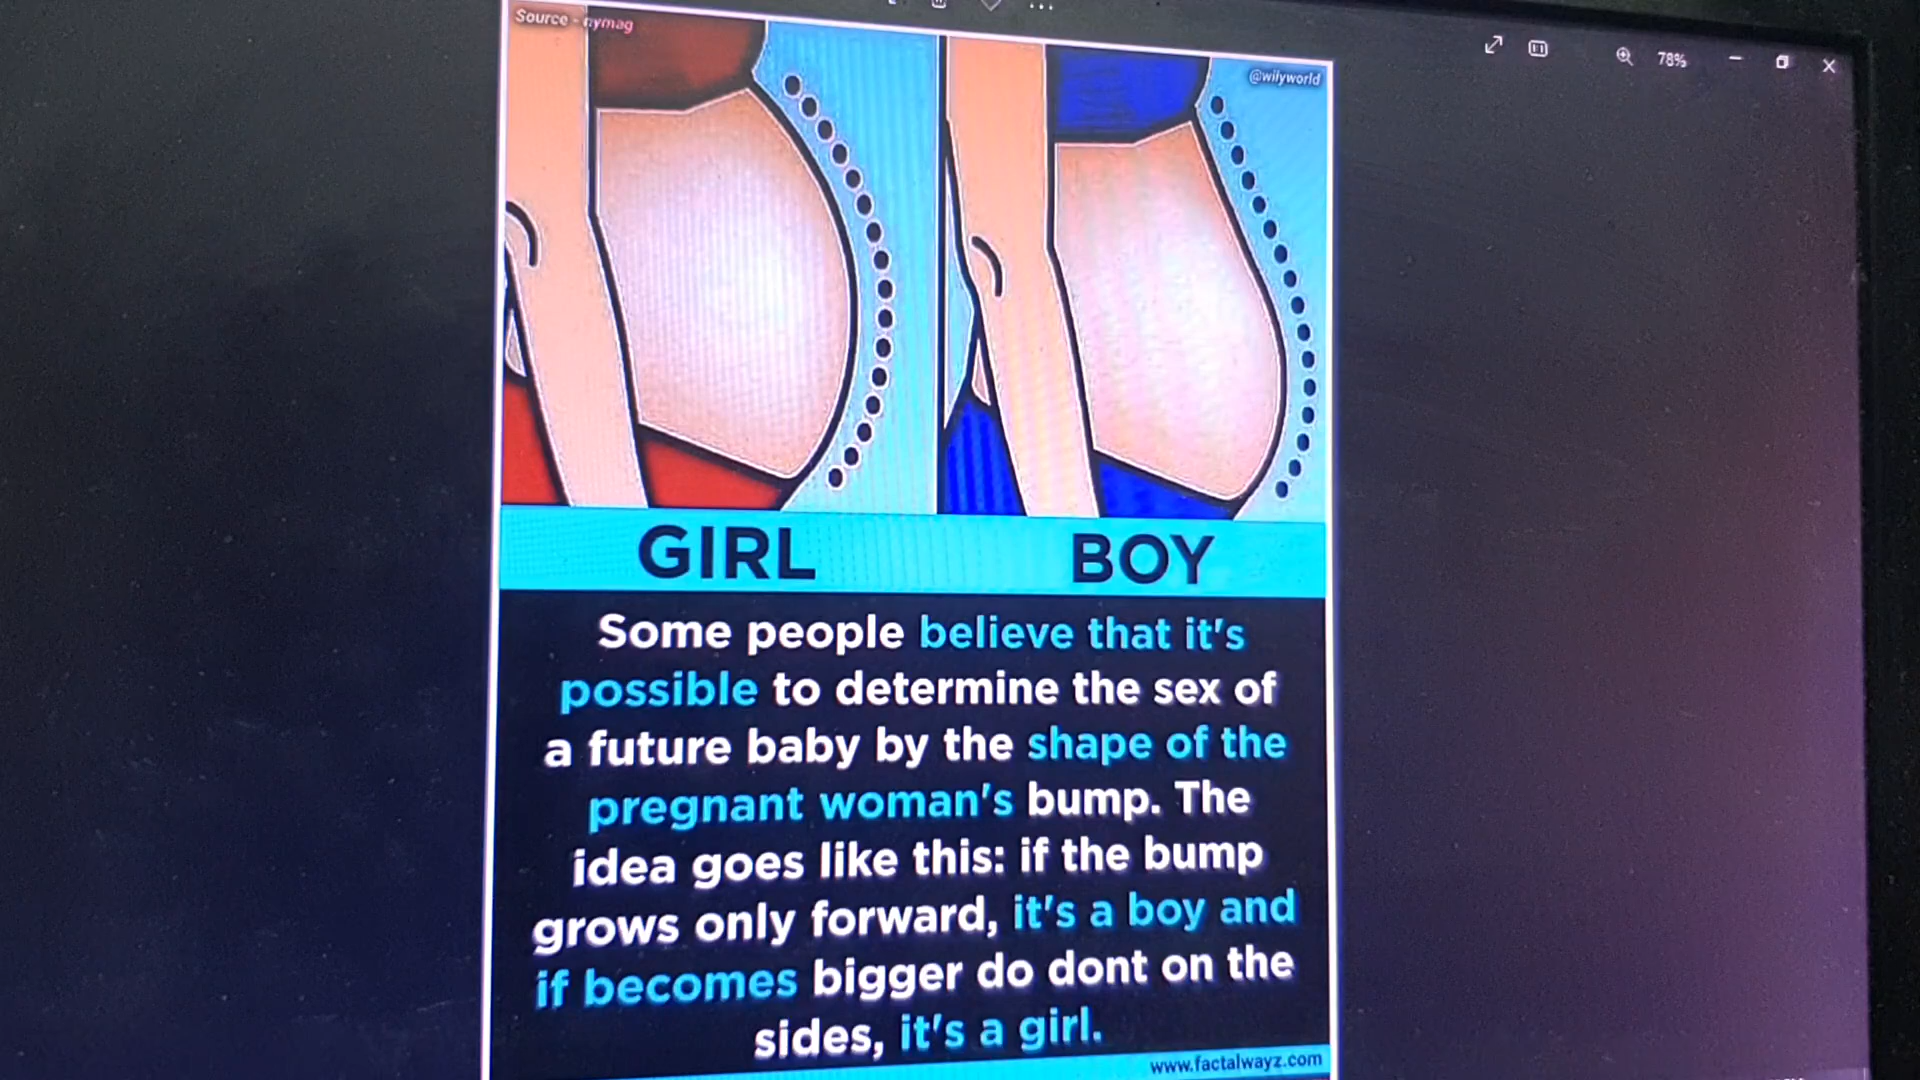 Source - nymag
@wilyworld
78%
GIRL
BOY
Some people believe that it's
possible to determine the sex of
a future baby by the shape of the
pregnant woman's bump. The
idea goes like this: if the bump
grows only forward, it's a boy and
if becomes bigger do dont on the
sides, it's a girl.
www.factalwayz.com